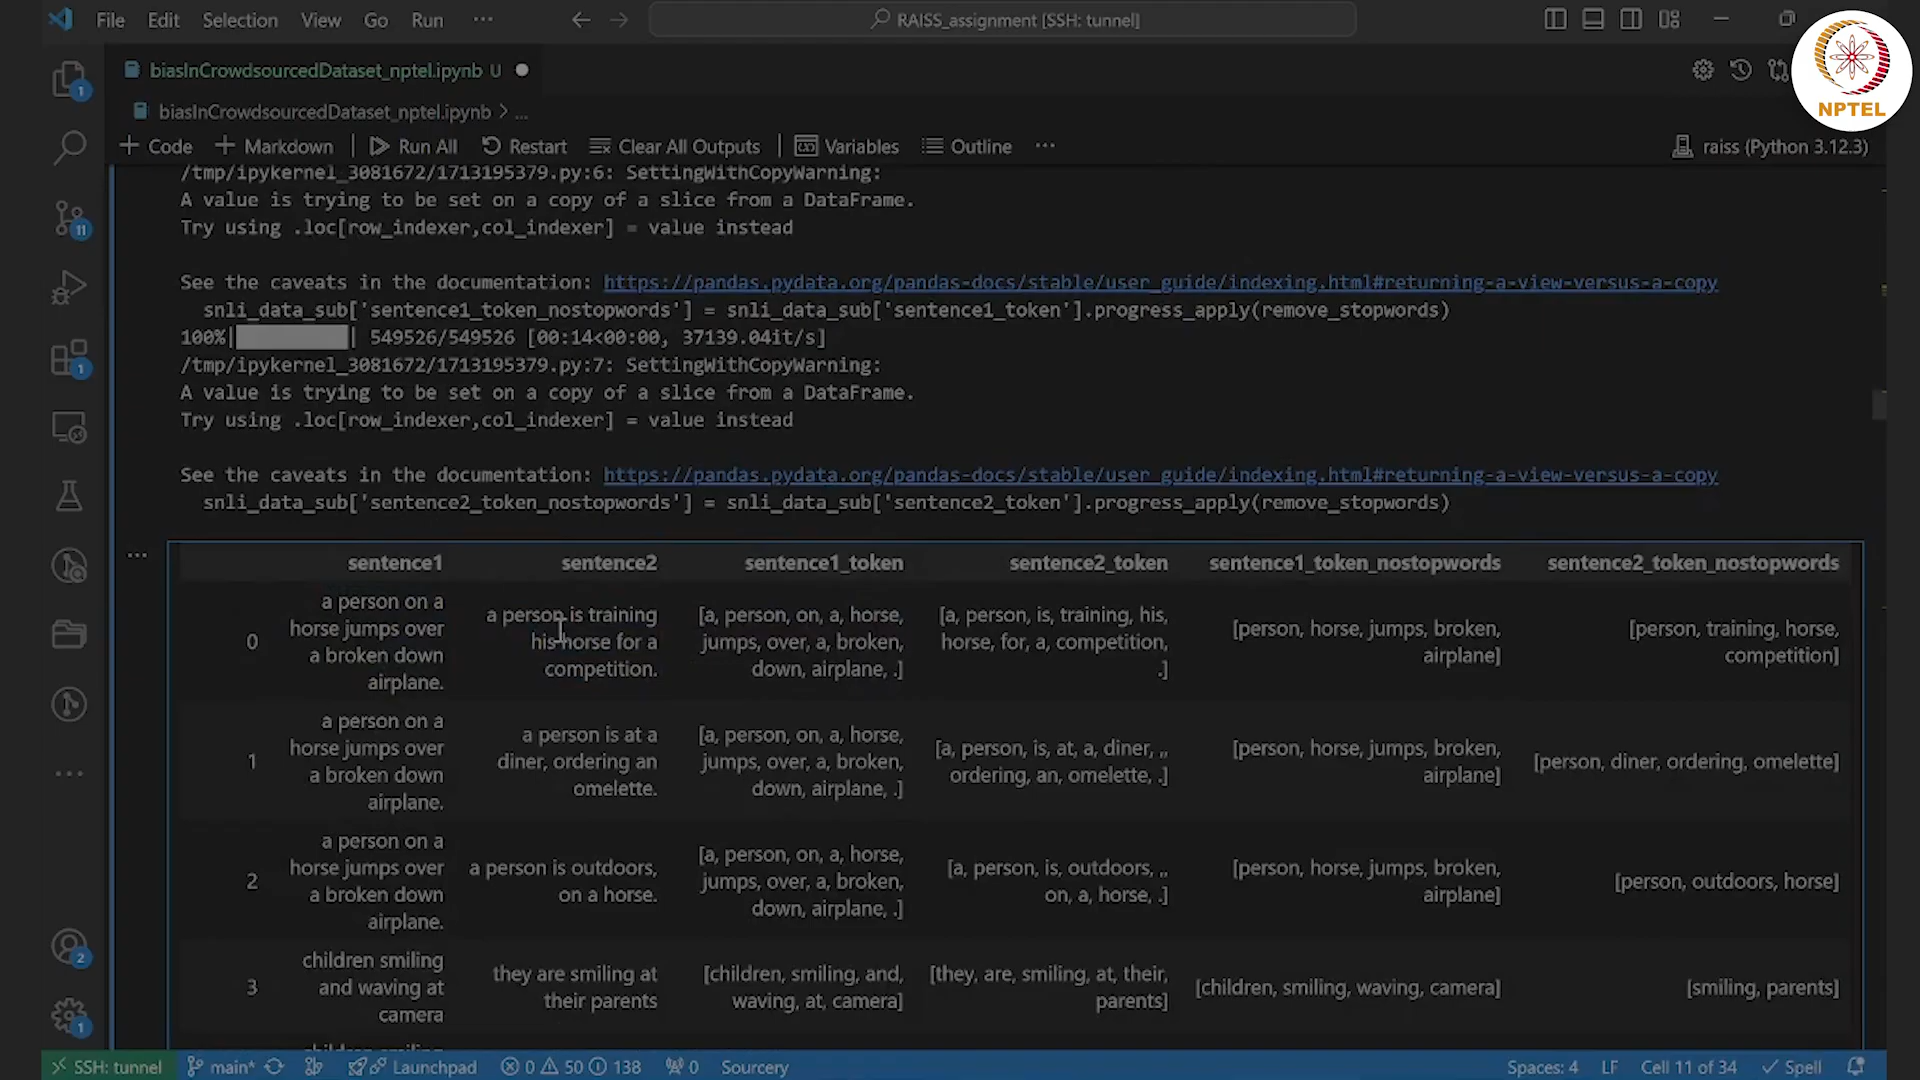 File Edit Selection View Go Run ···
RAISS_assignment [SSH: tunnel]
NPTEL
biasInCrowdsourcedDataset_nptel.ipynb U
biasInCrowdsourcedDataset_nptel.ipynb > ...
+ Code + Markdown Run All Restart Clear All Outputs Variables Outline ··· raiss (Python 3.12.3)
/tmp/ipykernel_3081672/1713195379.py:6: SettingWithCopyWarning:
A value is trying to be set on a copy of a slice from a DataFrame.
Try using .loc[row_indexer,col_indexer] = value instead
See the caveats in the documentation: https://pandas.pydata.org/pandas-docs/stable/user_guide/indexing.html#returning-a-view-versus-a-copy
snli_data_sub['sentence1_token_nostopwords'] = snli_data_sub['sentence1_token'].progress_apply(remove_stopwords)
100%| | 549526/549526 [00:14<00:00, 37139.04it/s]
/tmp/ipykernel_3081672/1713195379.py:7: SettingWithCopyWarning:
A value is trying to be set on a copy of a slice from a DataFrame.
Try using .loc[row_indexer,col_indexer] = value instead
See the caveats in the documentation: https://pandas.pydata.org/pandas-docs/stable/user_guide/indexing.html#returning-a-view-versus-a-copy
snli_data_sub['sentence2_token_nostopwords'] = snli_data_sub['sentence2_token'].progress_apply(remove_stopwords)
sentence1 sentence2 sentence1_token sentence2_token sentence1_token_nostopwords sentence2_token_nostopwords
0
a person on a
horse jumps over
a broken down
airplane.
a person is training
his horse for a
competition.
[a, person, on, a, horse,
jumps, over, a, broken,
down, airplane, .]
[a, person, is, training, his,
horse, for, a, competition,
.]
[person, horse, jumps, broken,
airplane]
[person, training, horse,
competition]
1
a person on a
horse jumps over
a broken down
airplane.
a person is at a
diner, ordering an
omelette.
[a, person, on, a, horse,
jumps, over, a, broken,
down, airplane, .]
[a, person, is, at, a, diner, ,,
ordering, an, omelette, .]
[person, horse, jumps, broken,
airplane]
[person, diner, ordering, omelette]
2
a person on a
horse jumps over
a broken down
airplane.
a person is outdoors,
on a horse.
[a, person, on, a, horse,
jumps, over, a, broken,
down, airplane, .]
[a, person, is, outdoors, ,,
on, a, horse, .]
[person, horse, jumps, broken,
airplane]
[person, outdoors, horse]
3
children smiling
and waving at
camera
they are smiling at
their parents
[children, smiling, and,
waving, at, camera]
[they, are, smiling, at, their,
parents]
[children, smiling, waving, camera]
[smiling, parents]
SSH: tunnel main* Launchpad 0 50 138 0 Sourcery Spaces: 4 LF Cell 11 of 34 Spell
1
11
1
2
1